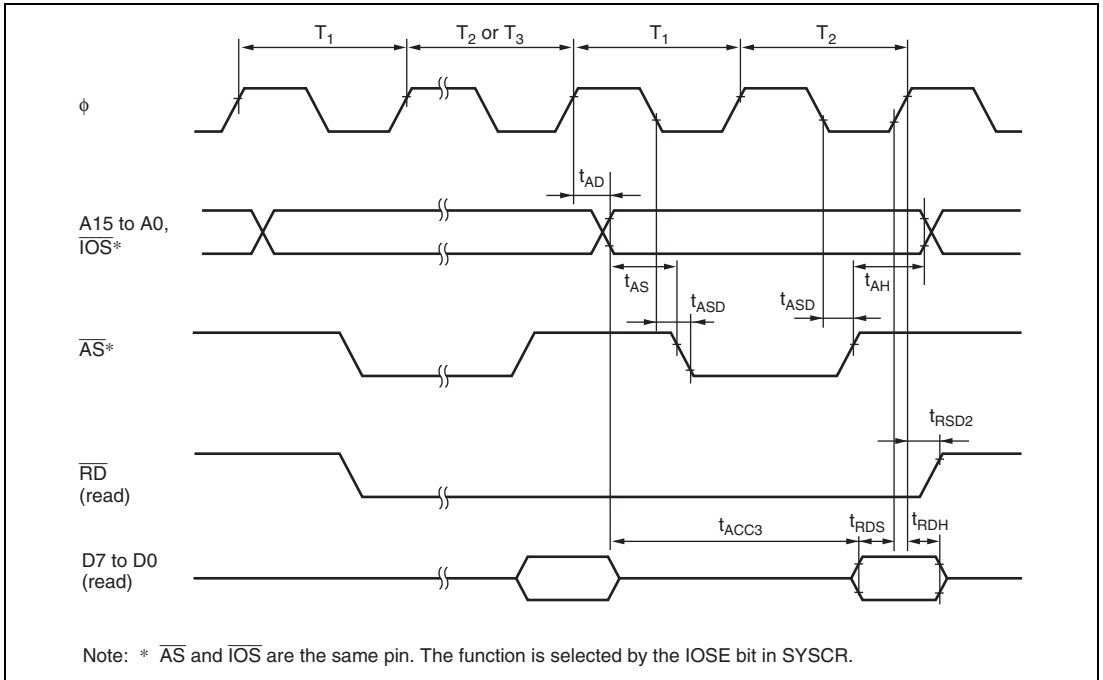 T1 T2 or T3 T1 T2
ϕ
tAD
A15 to A0,
IOS*
tAS tAH
tASD tASD
AS*
tRSD2
RD
(read)
tACC3 tRDS tRDH
D7 to D0
(read)
Note: * AS and IOS are the same pin. The function is selected by the IOSE bit in SYSCR.